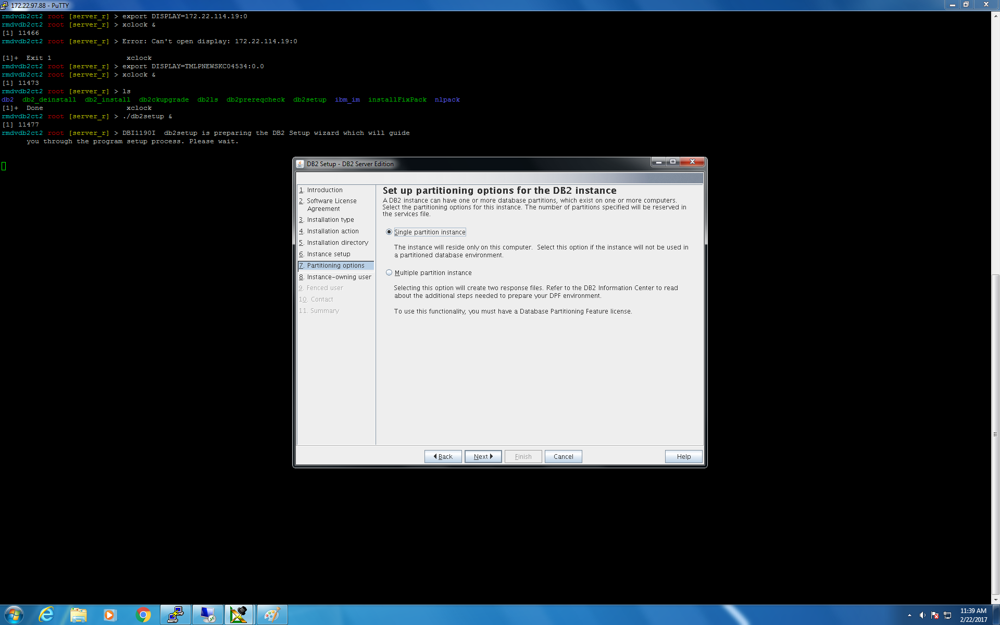 172.22.97.88 - PuTTY
rmdvdb2ct2 root [server_r] > export DISPLAY=172.22.114.19:0
rmdvdb2ct2 root [server_r] > xclock &
[1] 11466
rmdvdb2ct2 root [server_r] > Error: Can't open display: 172.22.114.19:0
[1]+  Exit 1                  xclock
rmdvdb2ct2 root [server_r] > export DISPLAY=TMLPNEWSKC04534:0.0
rmdvdb2ct2 root [server_r] > xclock &
[1] 11473
rmdvdb2ct2 root [server_r] > ls
db2  db2_deinstall  db2_install  db2ckupgrade  db2ls  db2prereqcheck  db2setup  ibm_im  installFixPack  nlpack
[1]+  Done                    xclock
rmdvdb2ct2 root [server_r] > ./db2setup &
[1] 11477
rmdvdb2ct2 root [server_r] > DBI1190I  db2setup is preparing the DB2 Setup wizard which will guide
you through the program setup process. Please wait.
DB2 Setup - DB2 Server Edition
1. Introduction
2. Software License
Agreement
3. Installation type
4. Installation action
5. Installation directory
6. Instance setup
7. Partitioning options
8. Instance-owning user
9. Fenced user
10. Contact
11. Summary
Set up partitioning options for the DB2 instance
A DB2 instance can have one or more database partitions, which exist on one or more computers.
Select the partitioning options for this instance. The number of partitions specified will be reserved in
the services file.
Single partition instance
The instance will reside only on this computer.  Select this option if the instance will not be used in
a partitioned database environment.
Multiple partition instance
Selecting this option will create two response files. Refer to the DB2 Information Center to read
about the additional steps needed to prepare your DPF environment.
To use this functionality, you must have a Database Partitioning Feature license.
Back
Next
Finish
Cancel
Help
11:39 AM
2/22/2017